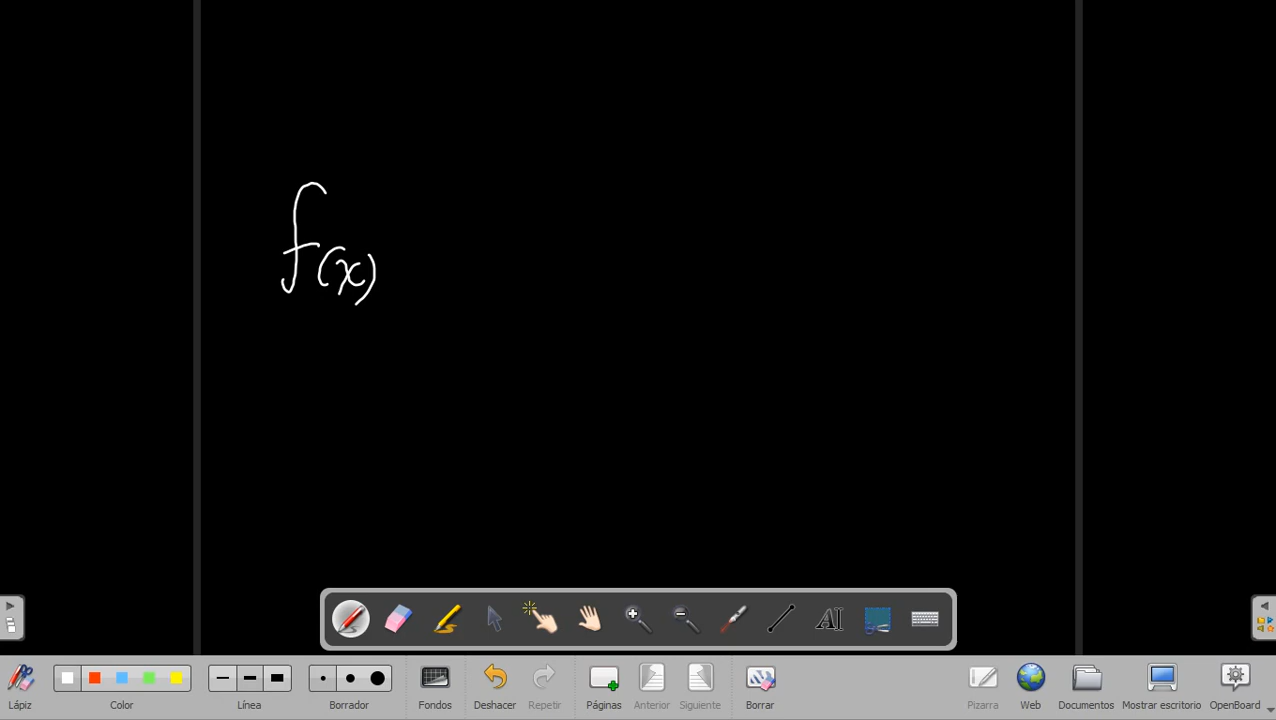 f(x)
Lápiz Color Línea Borrador Fondos Deshacer Repetir Páginas Anterior Siguiente Borrar Pizarra Web Documentos Mostrar escritorio OpenBoard